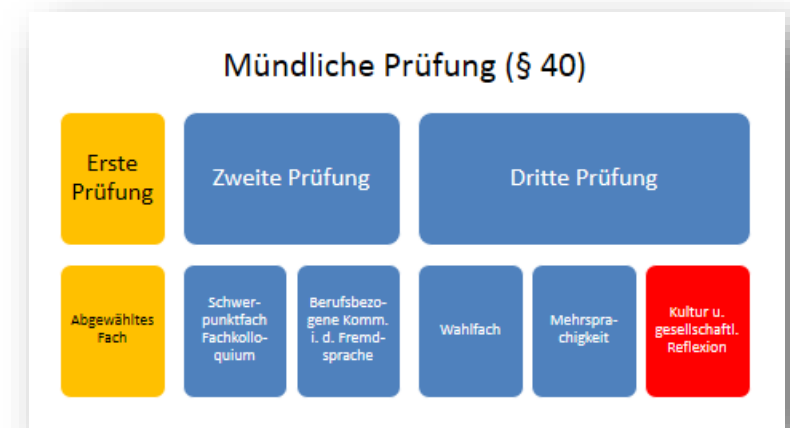 Mündliche Prüfung (§ 40)
Erste
Prüfung
Zweite Prüfung
Dritte Prüfung
Abgewähltes
Fach
Schwer-
punktfach
Fachkollo-
quium
Berufsbezo-
gene Komm.
i. d. Fremd-
sprache
Wahlfach
Mehrspra-
chigkeit
Kultur u.
gesellschaftl.
Reflexion